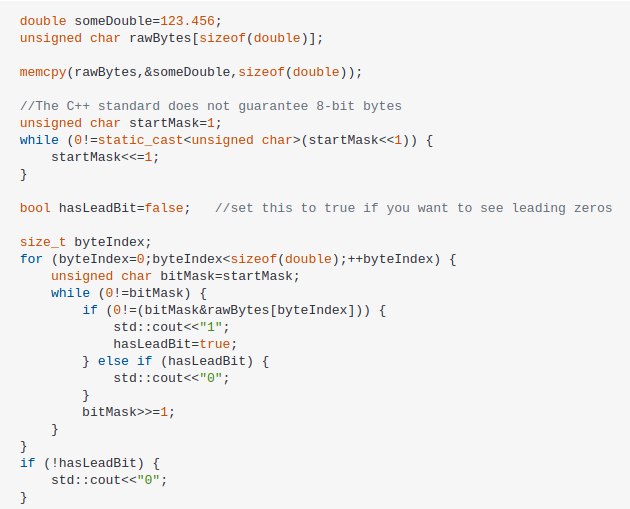 double someDouble=123.456;
unsigned char rawBytes[sizeof(double)];

memcpy(rawBytes,&someDouble,sizeof(double));

//The C++ standard does not guarantee 8-bit bytes
unsigned char startMask=1;
while (0!=static_cast<unsigned char>(startMask<<1)) {
    startMask<<=1;
}

bool hasLeadBit=false;   //set this to true if you want to see leading zeros

size_t byteIndex;
for (byteIndex=0;byteIndex<sizeof(double);++byteIndex) {
    unsigned char bitMask=startMask;
    while (0!=bitMask) {
        if (0!=(bitMask&rawBytes[byteIndex])) {
            std::cout<<"1";
            hasLeadBit=true;
        } else if (hasLeadBit) {
            std::cout<<"0";
        }
        bitMask>>=1;
    }
}
if (!hasLeadBit) {
    std::cout<<"0";
}